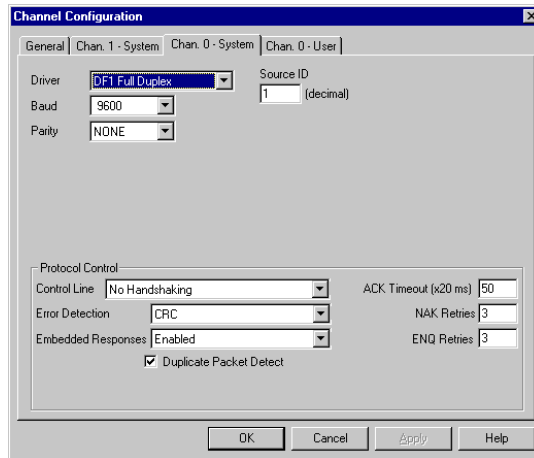 Channel Configuration
General Chan. 1 - System Chan. 0 - System Chan. 0 - User
Driver DF1 Full Duplex Source ID
1 (decimal)
Baud 9600
Parity NONE
Protocol Control
Control Line No Handshaking ACK Timeout (x20 ms) 50
Error Detection CRC NAK Retries 3
Embedded Responses Enabled ENQ Retries 3
Duplicate Packet Detect
OK Cancel Apply Help